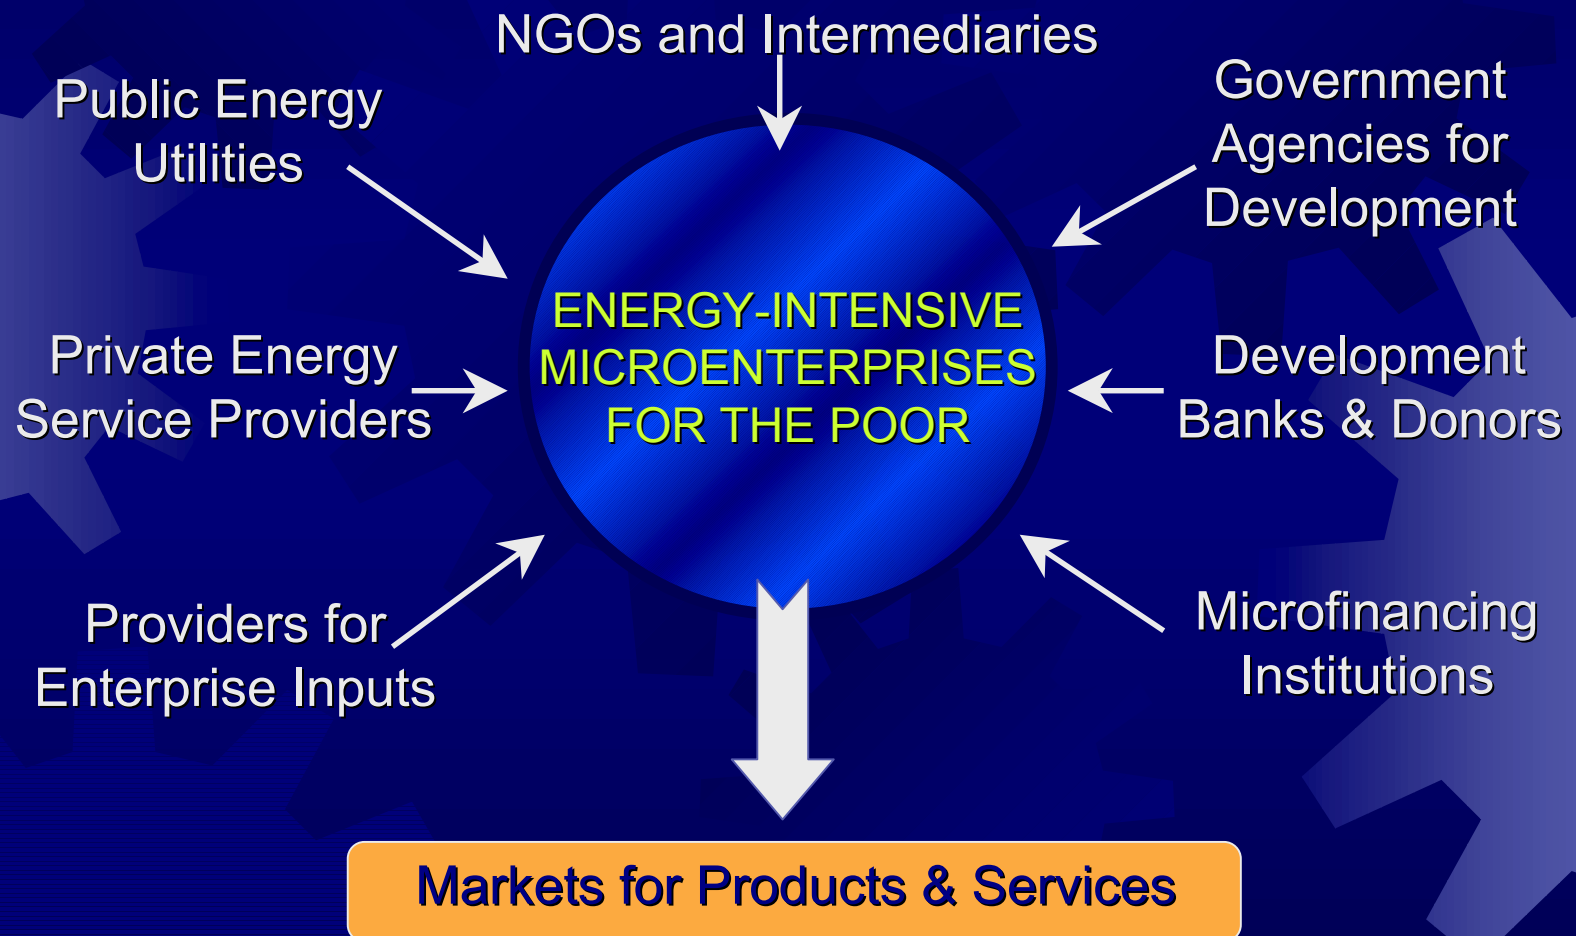 NGOs and Intermediaries
Public Energy
Utilities
Government
Agencies for
Development
ENERGY-INTENSIVE
MICROENTERPRISES
FOR THE POOR
Private Energy
Service Providers
Development
Banks & Donors
Providers for
Enterprise Inputs
Microfinancing
Institutions
Markets for Products & Services